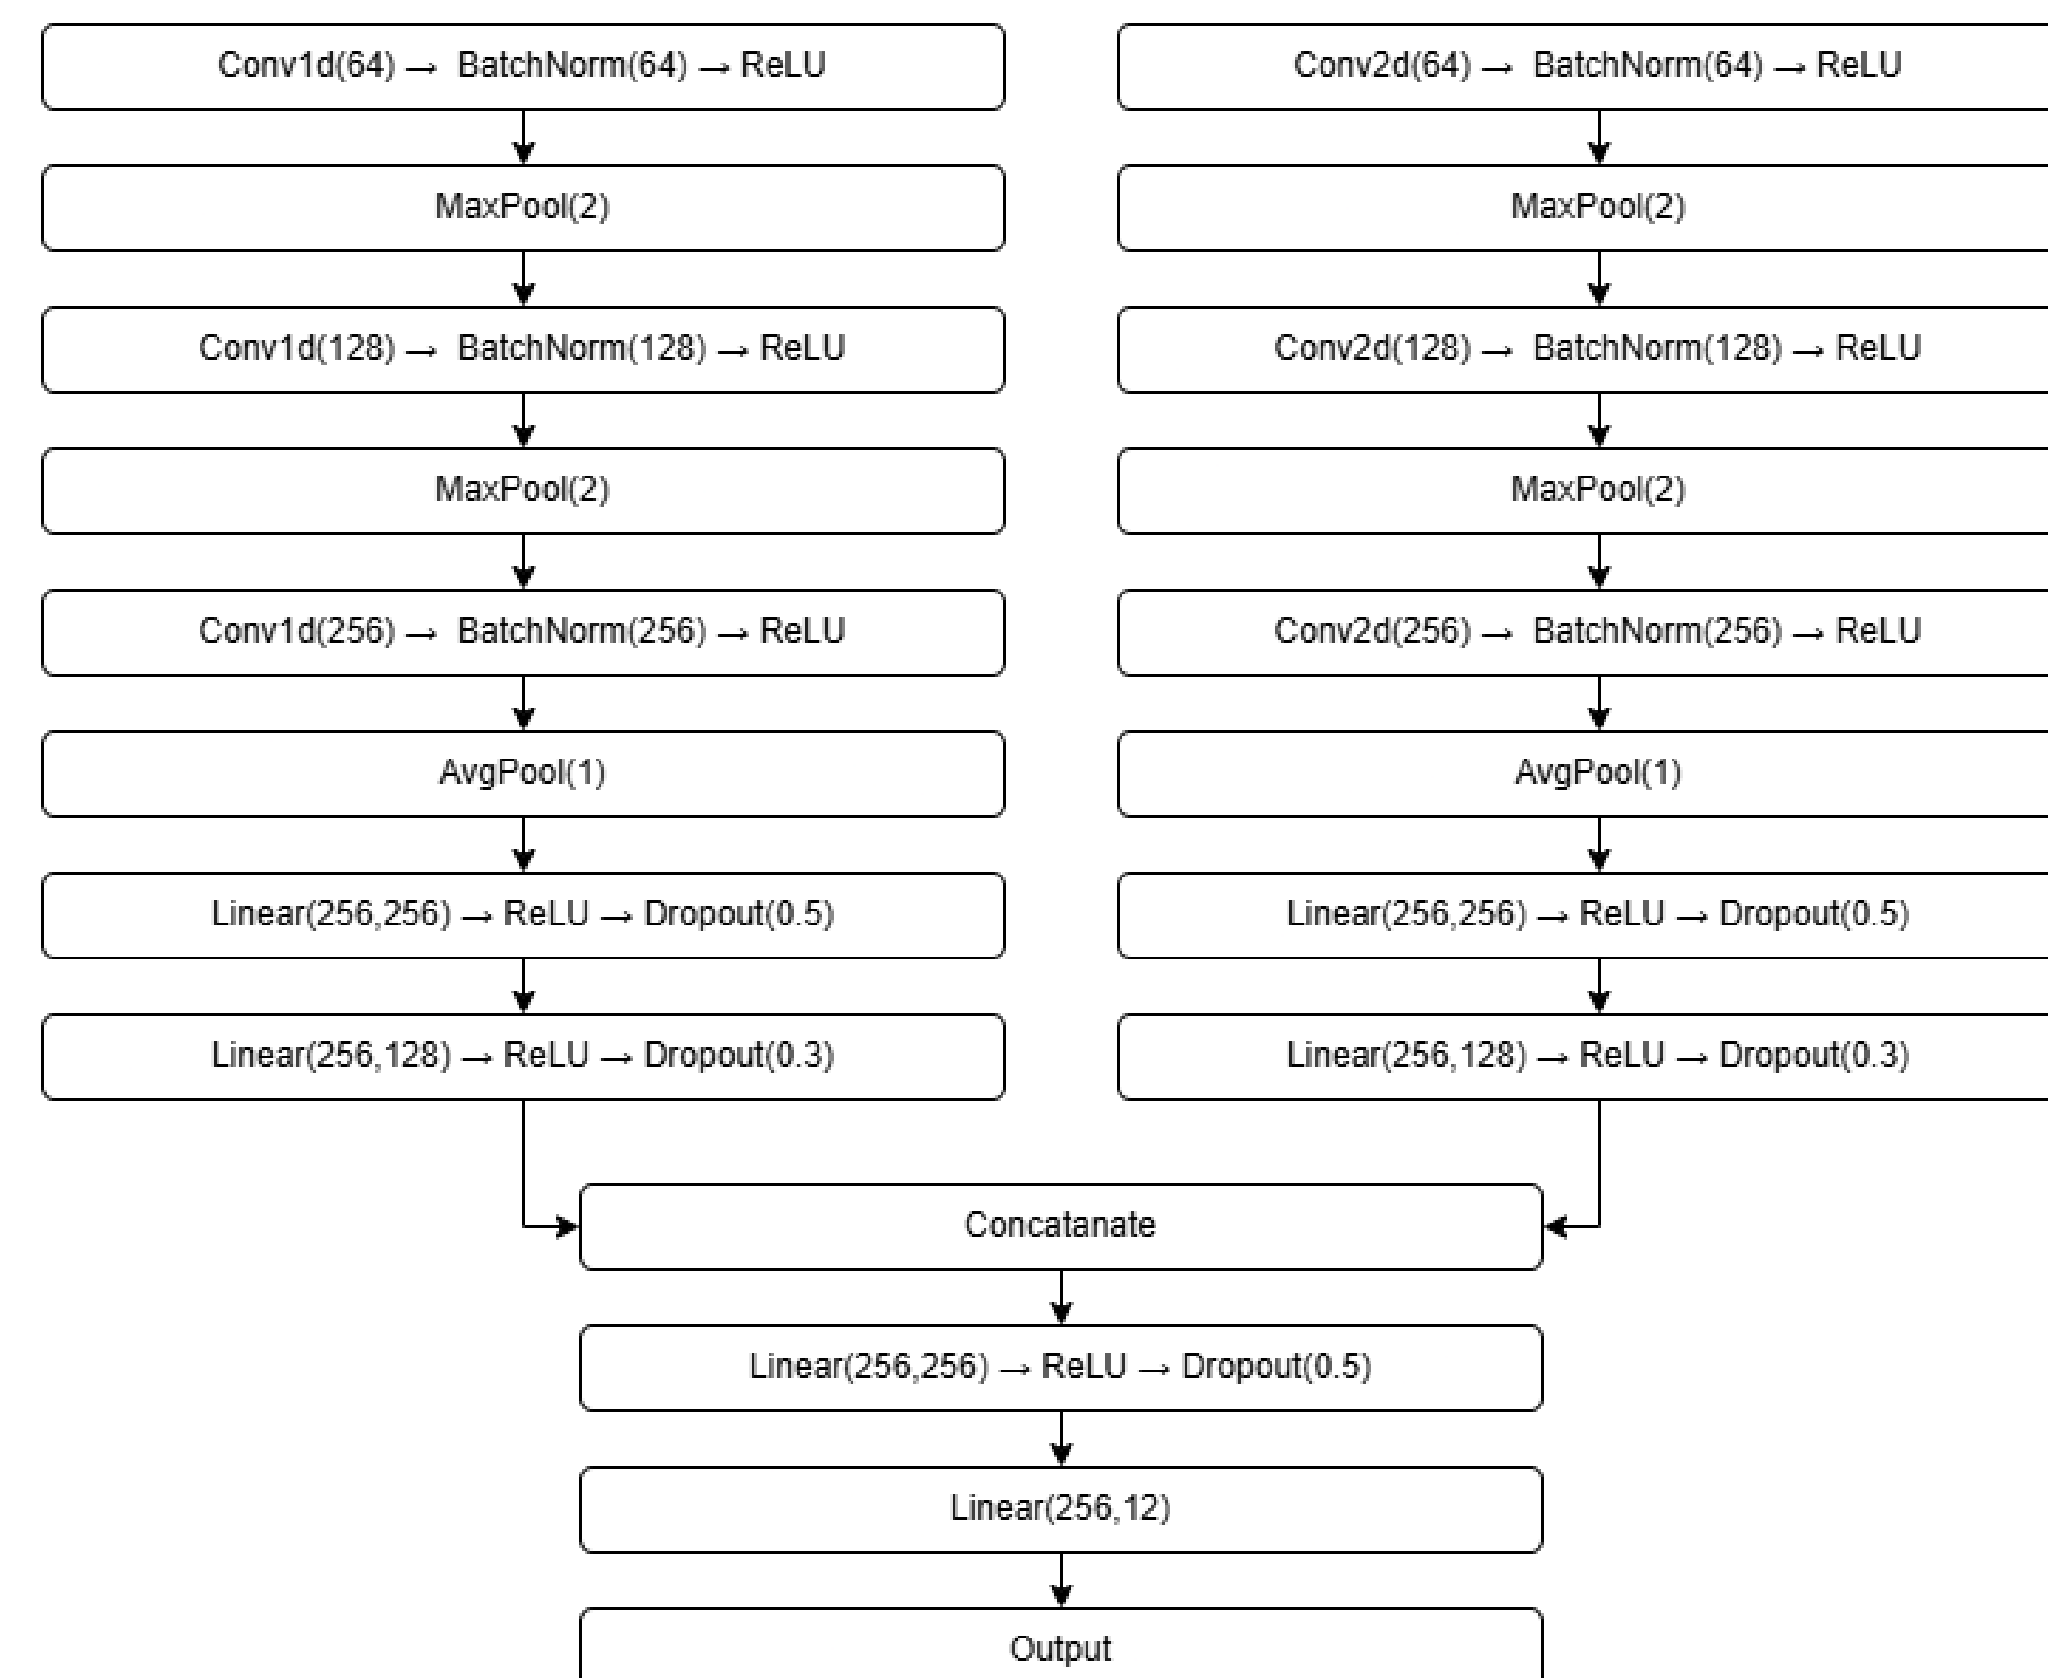 Conv1d(64) → BatchNorm(64) → ReLU
MaxPool(2)
Conv1d(128) → BatchNorm(128) → ReLU
MaxPool(2)
Conv1d(256) → BatchNorm(256) → ReLU
AvgPool(1)
Linear(256,256) → ReLU → Dropout(0.5)
Linear(256,128) → ReLU → Dropout(0.3)
Conv2d(64) → BatchNorm(64) → ReLU
MaxPool(2)
Conv2d(128) → BatchNorm(128) → ReLU
MaxPool(2)
Conv2d(256) → BatchNorm(256) → ReLU
AvgPool(1)
Linear(256,256) → ReLU → Dropout(0.5)
Linear(256,128) → ReLU → Dropout(0.3)
Concatanate
Linear(256,256) → ReLU → Dropout(0.5)
Linear(256,12)
Output